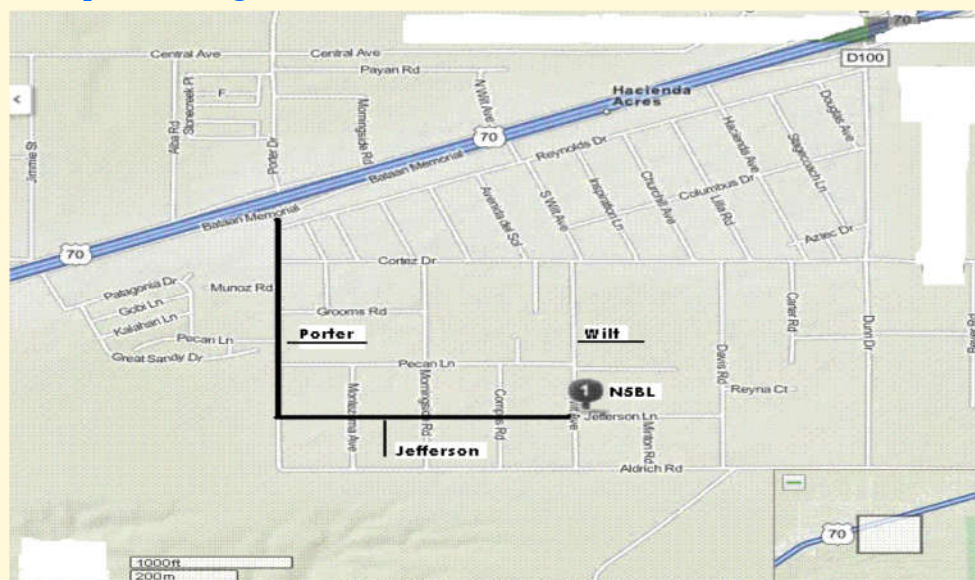 70
D100
Central Ave
Central Ave
Payan Rd
N Wilt Ave
Hacienda
Acres
F
Stonecreek Pl
Alba Rd
Jimmie St
Porter Dr
Morningside Rd
70
Bataan Memorial
Reynolds Dr
Hacienda Ave
Stagecoach Ln
Douglas Ave
Bataan Memorial
Avenida del Sol
S Wilt Ave
Inspiration Ln
Churchill Ave
Lilla Rd
Columbus Dr
Aztec Dr
70
Cortez Dr
Patagonia Dr
Munoz Rd
Gobi Ln
Kalahari Ln
Grooms Rd
Carter Rd
Dunn Dr
Porter
Wilt
Pecan Ln
Great Sandy Dr
Pecan Ln
Davis Rd
Reyna Ct
1
N5BL
Montezuma Ave
Morningside Rd
Compas Rd
Wilt Ave
Jefferson Ln
Minton Rd
Jefferson
Aldrich Rd
70
1000ft
200m